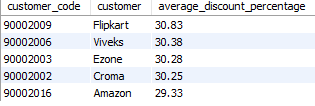 customer_code customer average_discount_percentage
90002009 Flipkart 30.83
90002006 Viveks 30.38
90002003 Ezone 30.28
90002002 Croma 30.25
90002016 Amazon 29.33